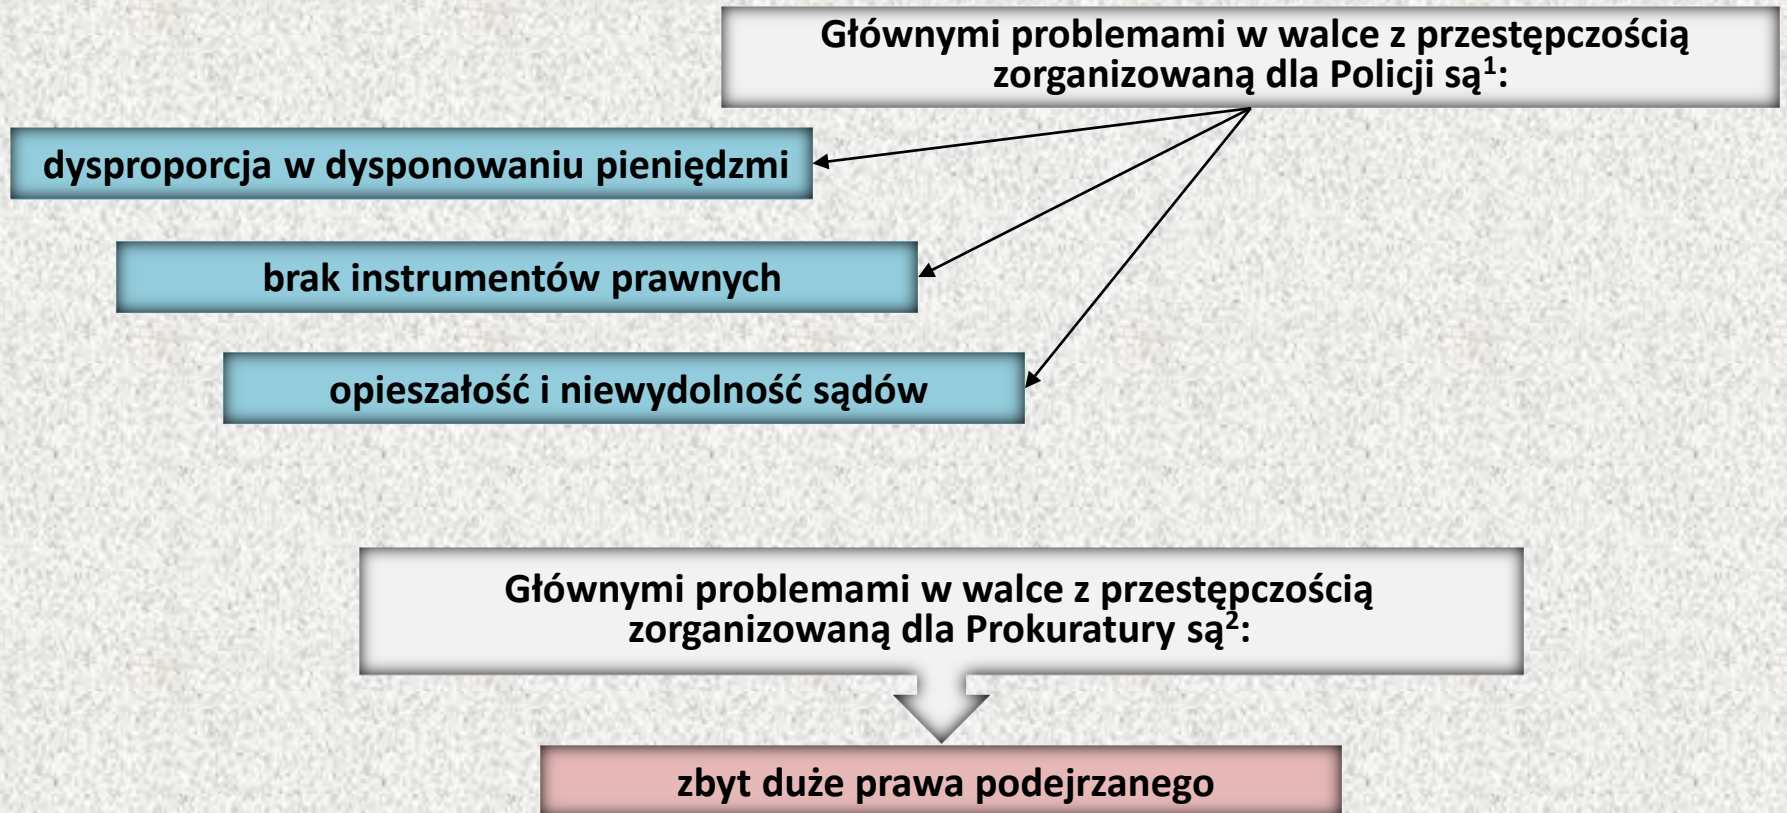 Głównymi problemami w walce z przestępczością
zorganizowaną dla Policji są¹:
dysproporcja w dysponowaniu pieniędzmi
brak instrumentów prawnych
opieszałość i niewydolność sądów
Głównymi problemami w walce z przestępczością
zorganizowaną dla Prokuratury są²:
zbyt duże prawa podejrzanego